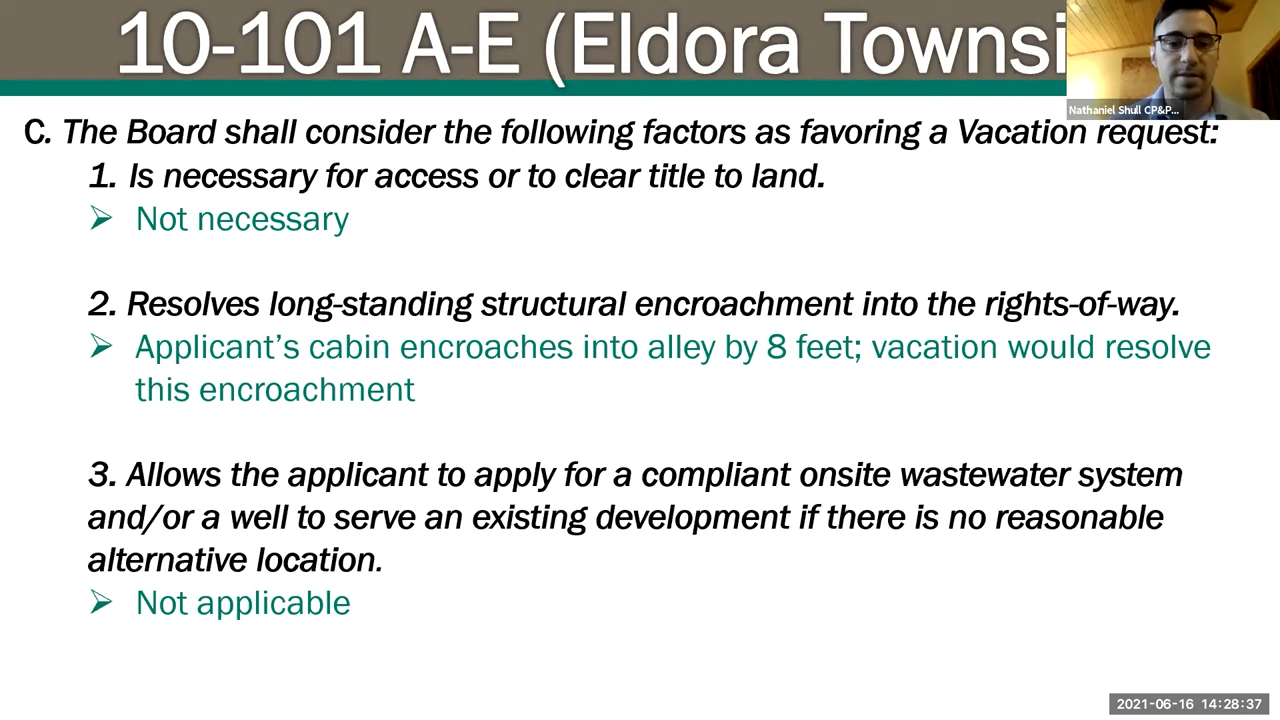 10-101 A-E (Eldora Townsi
Nathaniel Shull CP&P...
C. The Board shall consider the following factors as favoring a Vacation request:
1. Is necessary for access or to clear title to land.
➢ Not necessary
2. Resolves long-standing structural encroachment into the rights-of-way.
➢ Applicant’s cabin encroaches into alley by 8 feet; vacation would resolve
this encroachment
3. Allows the applicant to apply for a compliant onsite wastewater system
and/or a well to serve an existing development if there is no reasonable
alternative location.
➢ Not applicable
2021-06-16 14:28:37